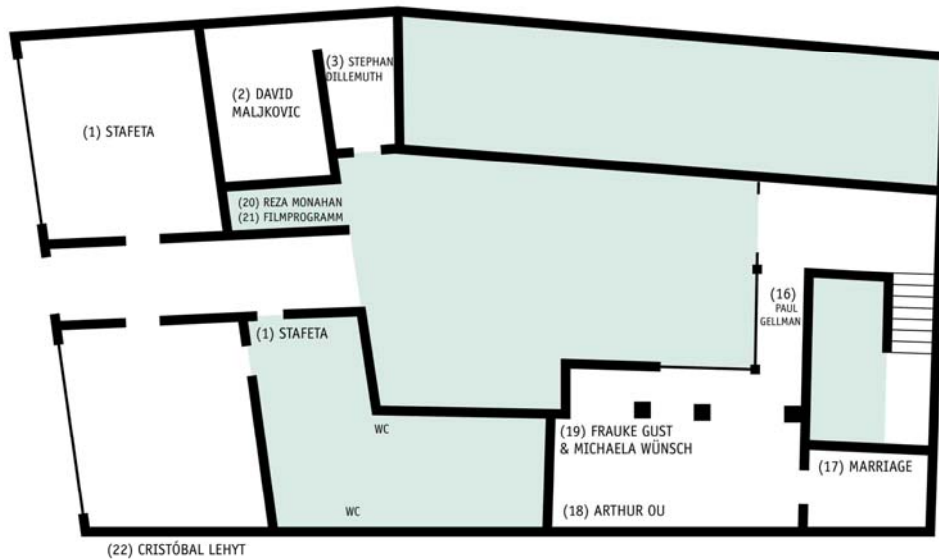 (3) STEPHAN
DILLEMUTH
(2) DAVID
MALJKOVIC
(1) STAFETA
(20) REZA MONAHAN
(21) FILMPROGRAMM
(16)
PAUL
GELLMAN
(1) STAFETA
WC
(19) FRAUKE GUST
& MICHAELA WÜNSCH
(17) MARRIAGE
WC
(18) ARTHUR OU
(22) CRISTÓBAL LEHYT